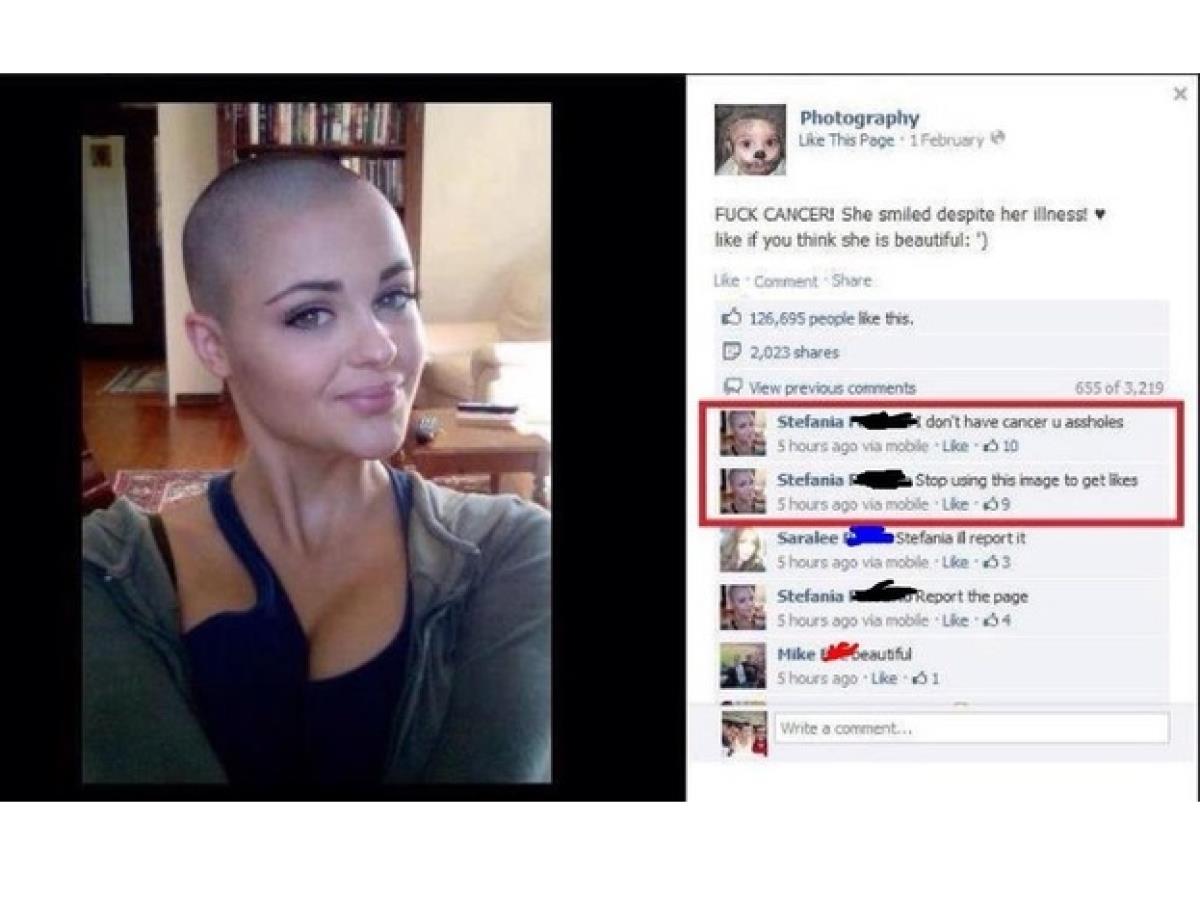 Photography
Like This Page · 1 February
FUCK CANCER! She smiled despite her illness! ♥
like if you think she is beautiful: ')
Like · Comment · Share
126,695 people like this.
2,023 shares
View previous comments 655 of 3,219
Stefania I don't have cancer u assholes
5 hours ago via mobile · Like · 10
Stefania Stop using this image to get likes
5 hours ago via mobile · Like · 9
Saralee Stefania ill report it
5 hours ago via mobile · Like · 3
Stefania Report the page
5 hours ago via mobile · Like · 4
Mike beautiful
5 hours ago · Like · 1
Write a comment...